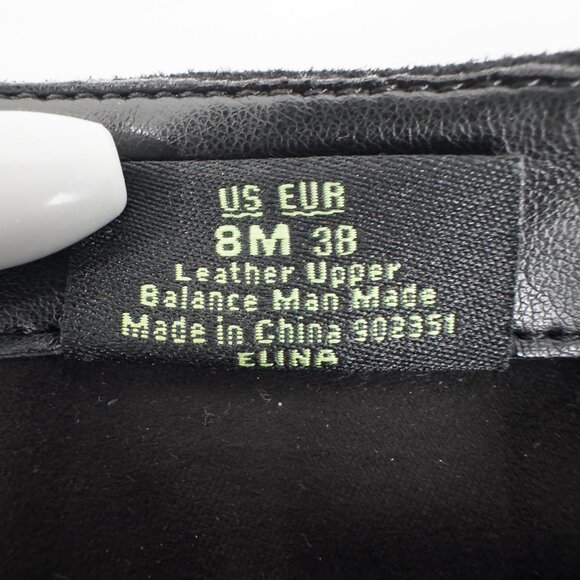 US EUR
8M 38
Leather Upper
Balance Man Made
Made in China 902351
ELINA